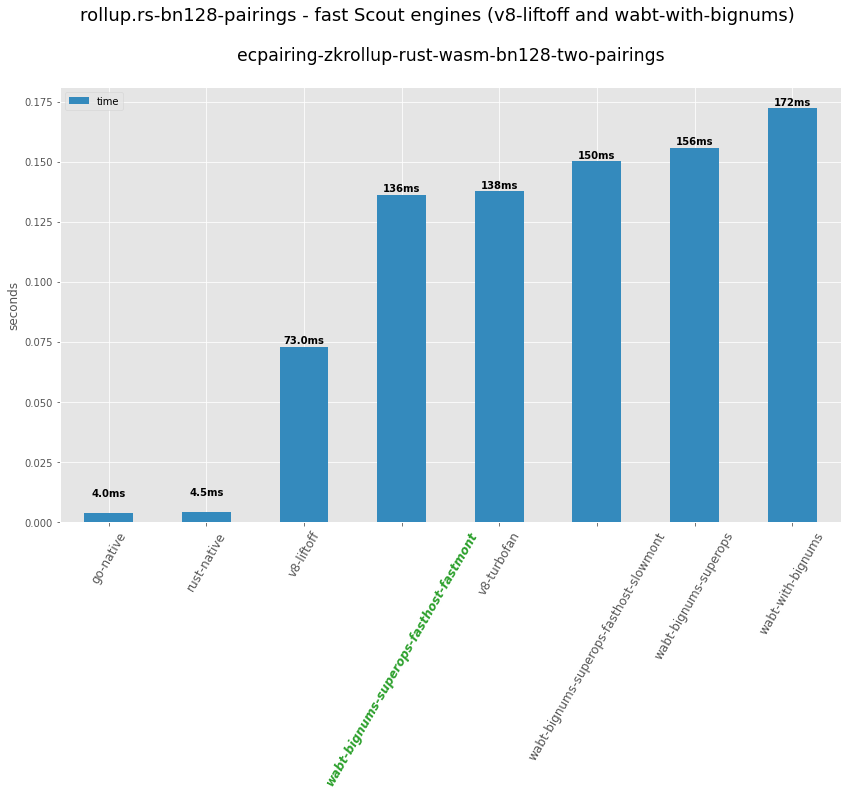 rollup.rs-bn128-pairings - fast Scout engines (v8-liftoff and wabt-with-bignums)
ecpairing-zkrollup-rust-wasm-bn128-two-pairings
time
0.175
0.150
0.125
0.100
0.075
0.050
0.025
0.000
seconds
4.0ms
4.5ms
73.0ms
136ms
138ms
150ms
156ms
172ms
go-native
rust-native
v8-liftoff
wabt-bignums-superops-fasthost-fastmont
v8-turbofan
wabt-bignums-superops-fasthost-slowmont
wabt-bignums-superops
wabt-with-bignums